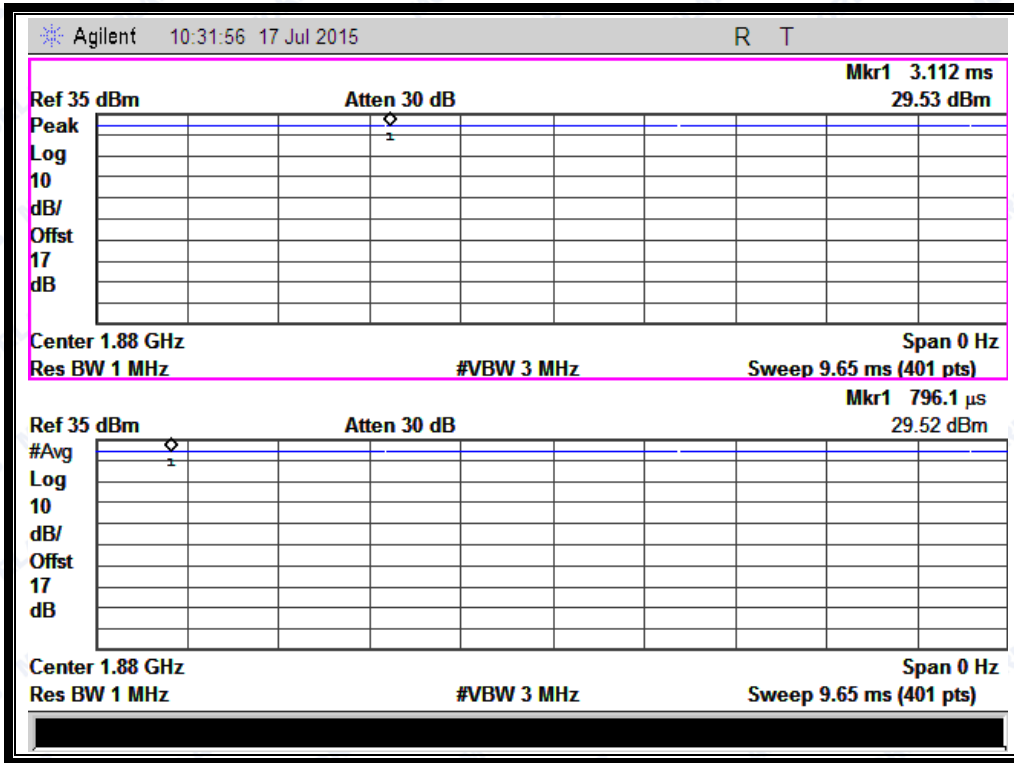 Agilent 10:31:56 17 Jul 2015 R T
Mkr1 3.112 ms
Ref 35 dBm Atten 30 dB 29.53 dBm
Peak
Log
10
dB/
Offst
17
dB
1
Center 1.88 GHz Span 0 Hz
Res BW 1 MHz #VBW 3 MHz Sweep 9.65 ms (401 pts)
Mkr1 796.1 µs
Ref 35 dBm Atten 30 dB 29.52 dBm
#Avg
Log
10
dB/
Offst
17
dB
1
Center 1.88 GHz Span 0 Hz
Res BW 1 MHz #VBW 3 MHz Sweep 9.65 ms (401 pts)